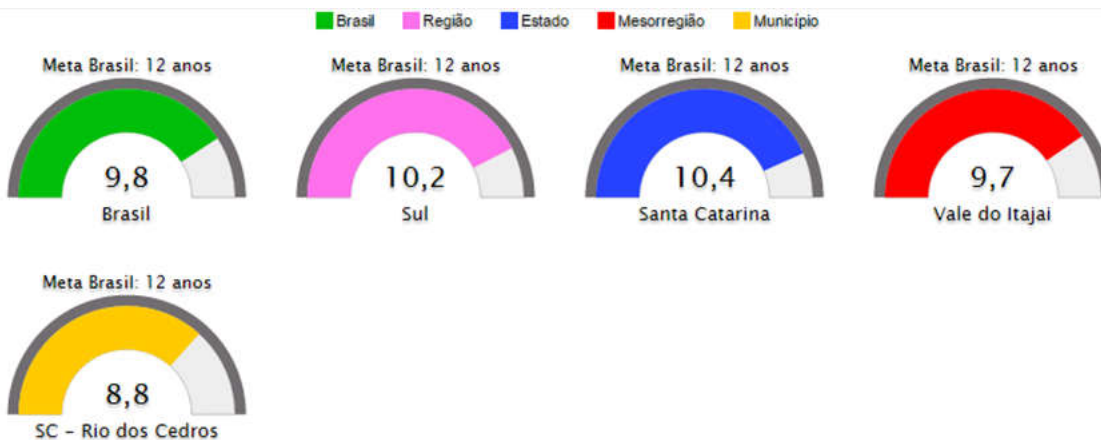 Brasil Região Estado Mesorregião Município
Meta Brasil: 12 anos
9,8
Brasil
Meta Brasil: 12 anos
10,2
Sul
Meta Brasil: 12 anos
10,4
Santa Catarina
Meta Brasil: 12 anos
9,7
Vale do Itajai
Meta Brasil: 12 anos
8,8
SC - Rio dos Cedros